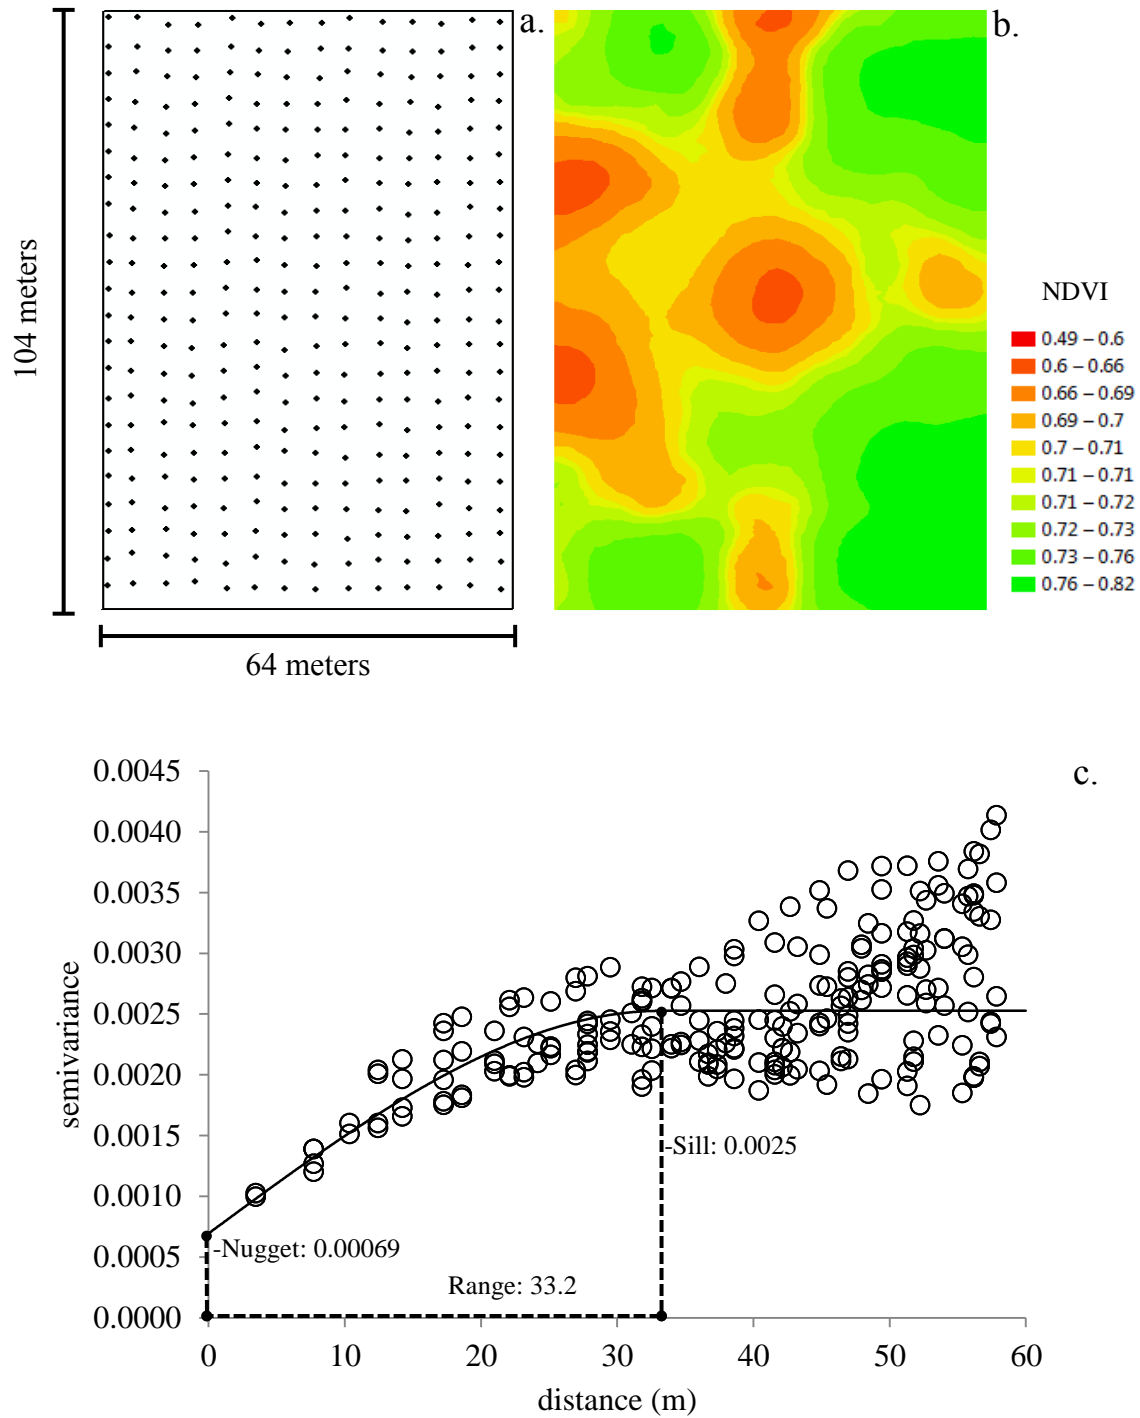 a.
b.
104 meters
64 meters
NDVI
0.49 – 0.6
0.6 – 0.66
0.66 – 0.69
0.69 – 0.7
0.7 – 0.71
0.71 – 0.71
0.71 – 0.72
0.72 – 0.73
0.73 – 0.76
0.76 – 0.82
c.
semivariance
0.0045
0.0040
0.0035
0.0030
0.0025
0.0020
0.0015
0.0010
0.0005
0.0000
-Sill: 0.0025
-Nugget: 0.00069
Range: 33.2
0 10 20 30 40 50 60
distance (m)